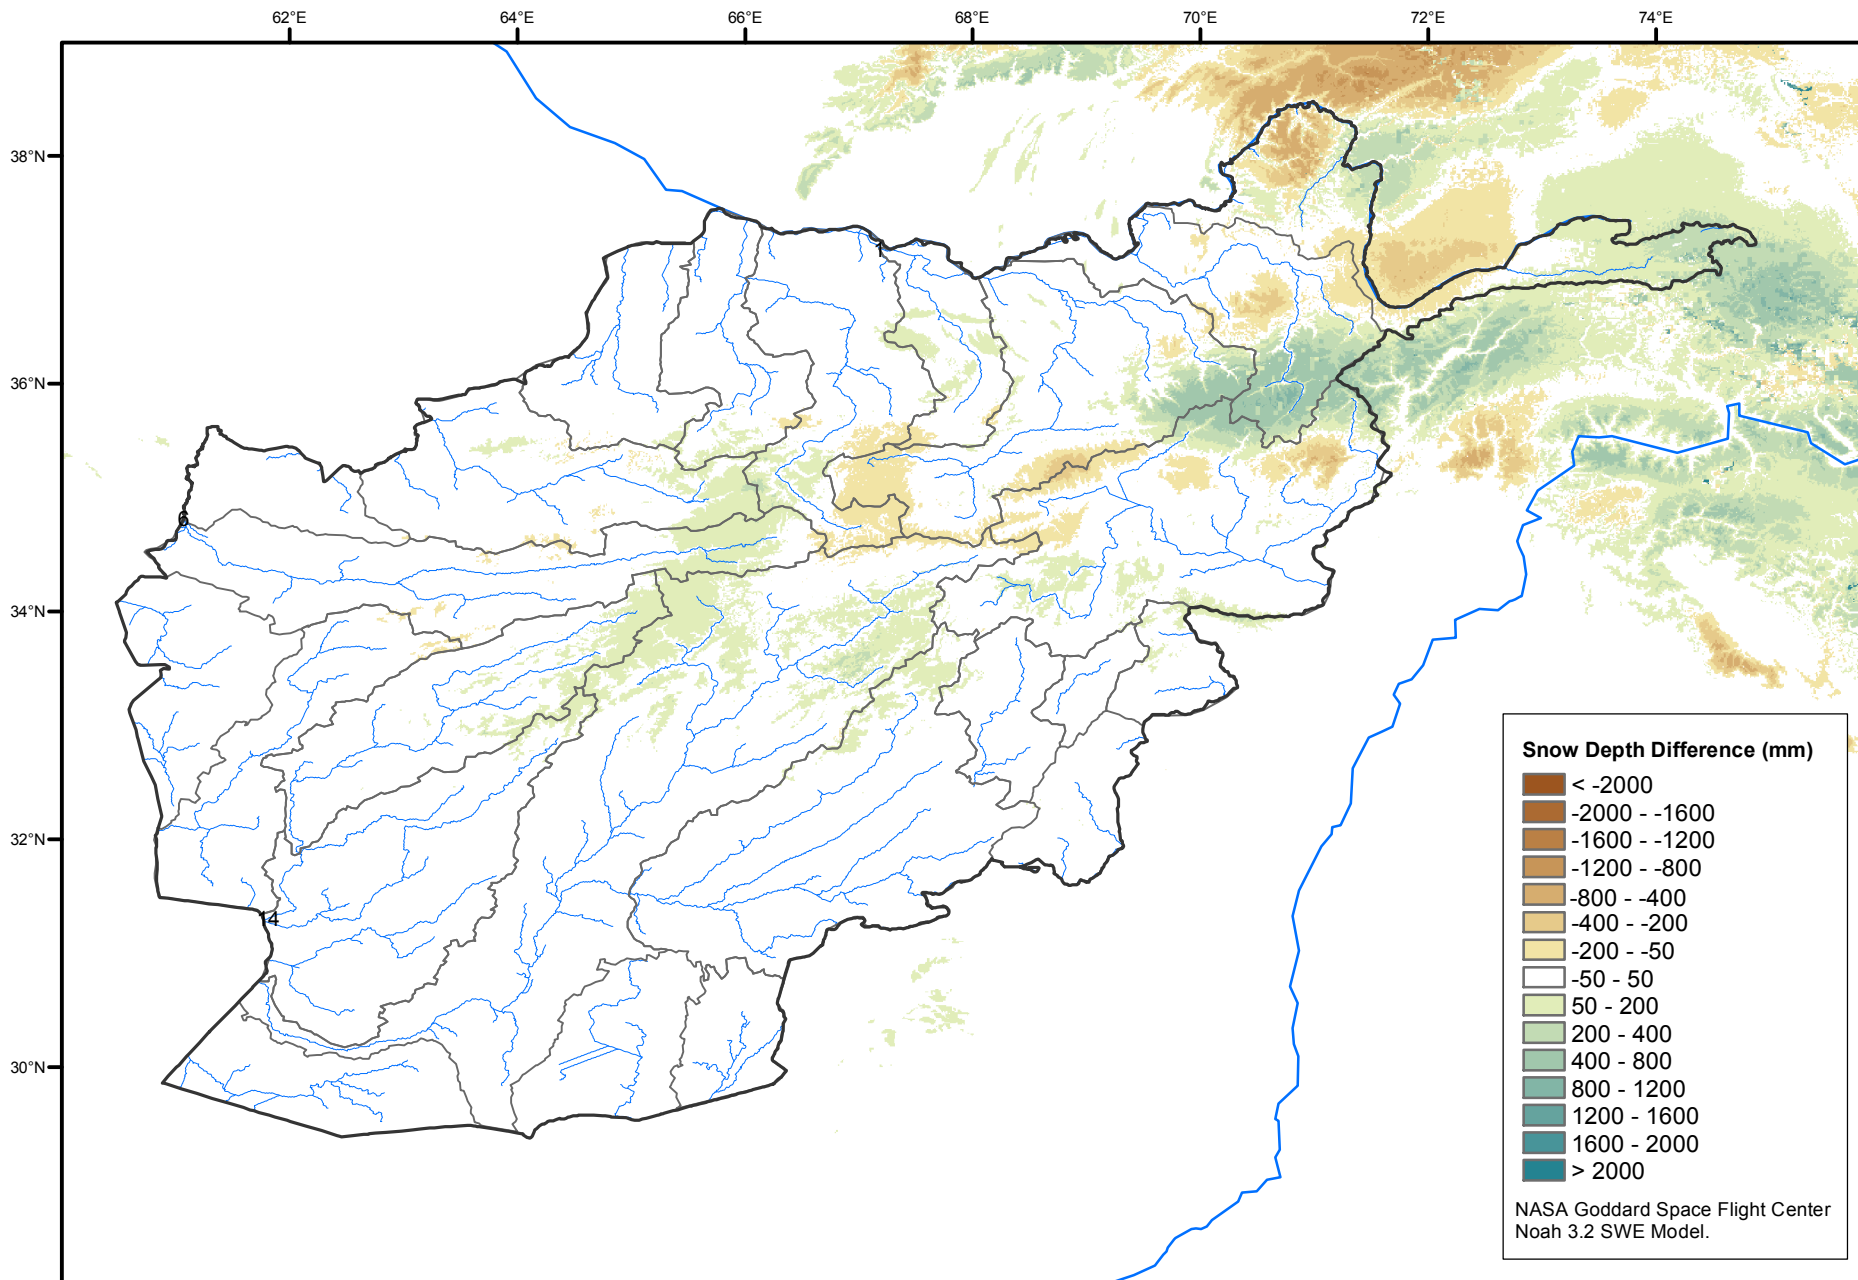 62°E 64°E 66°E 68°E 70°E 72°E 74°E
38°N
36°N
34°N
32°N
30°N
1
6
14
Snow Depth Difference (mm)
< -2000
-2000 - -1600
-1600 - -1200
-1200 - -800
-800 - -400
-400 - -200
-200 - -50
-50 - 50
50 - 200
200 - 400
400 - 800
800 - 1200
1200 - 1600
1600 - 2000
> 2000
NASA Goddard Space Flight Center
Noah 3.2 SWE Model.